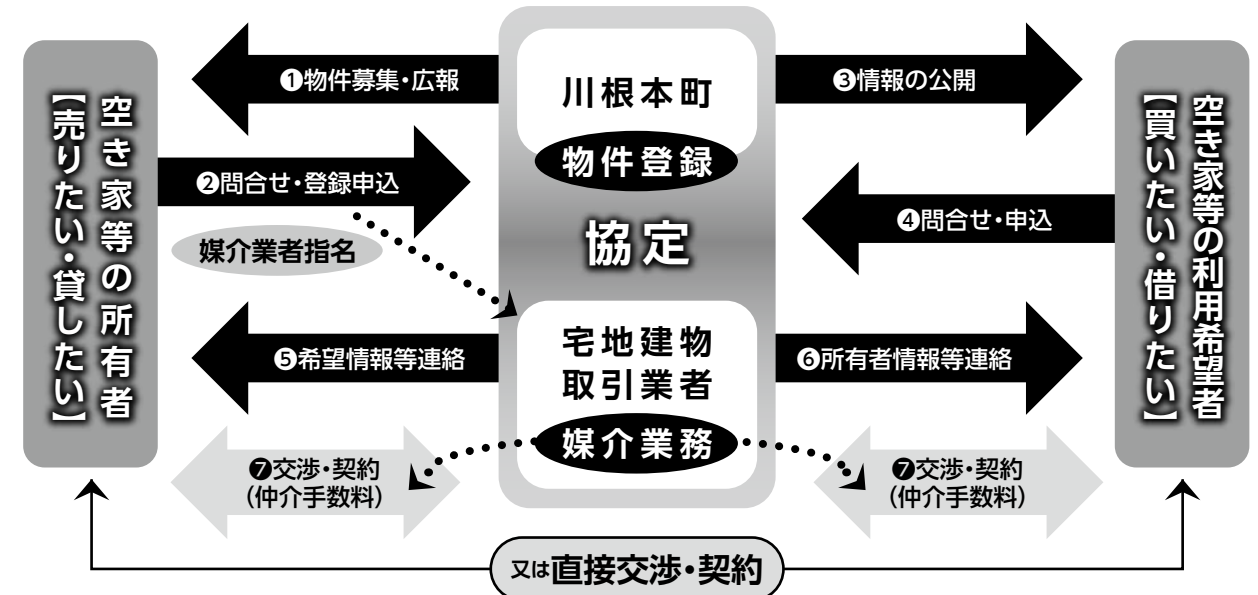 空き家等の所有者
【売りたい・貸したい】
❶物件募集・広報
❷問合せ・登録申込
媒介業者指名
❺希望情報等連絡
❼交渉・契約
(仲介手数料)
川根本町
物件登録
協定
宅地建物
取引業者
媒介業務
❸情報の公開
❹問合せ・申込
❻所有者情報等連絡
❼交渉・契約
(仲介手数料)
空き家等の利用希望者
【買いたい・借りたい】
又は直接交渉・契約